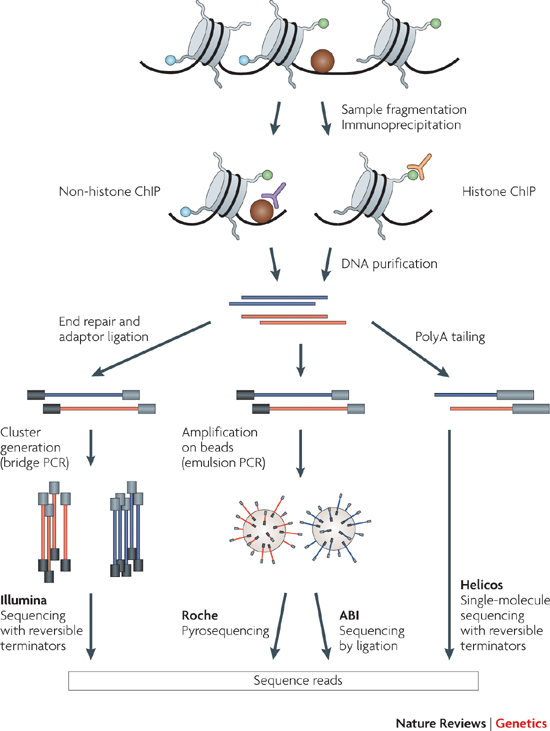 Sample fragmentation
Immunoprecipitation
Non-histone ChIP
Histone ChIP
DNA purification
End repair and
adaptor ligation
PolyA tailing
Cluster
generation
(bridge PCR)
Amplification
on beads
(emulsion PCR)
Illumina
Sequencing
with reversible
terminators
Roche
Pyrosequencing
ABI
Sequencing
by ligation
Helicos
Single-molecule
sequencing
with reversible
terminators
Sequence reads
Nature Reviews | Genetics